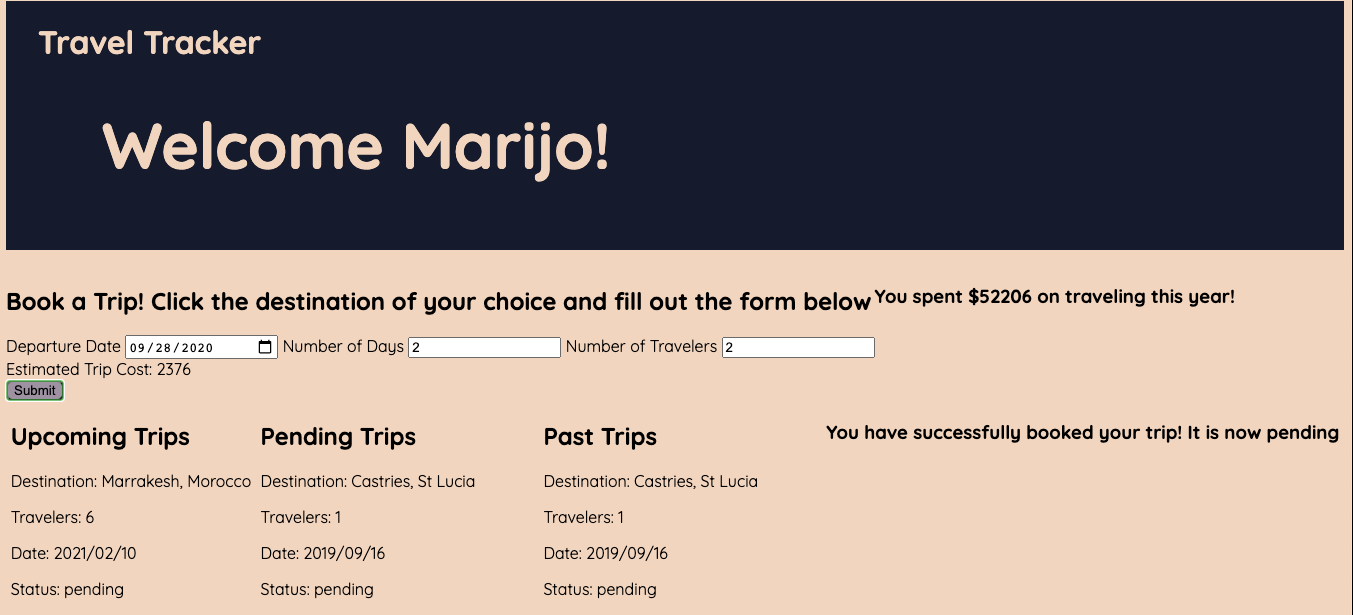 Travel Tracker
Welcome Marijo!
Book a Trip! Click the destination of your choice and fill out the form below You spent $52206 on traveling this year!
Departure Date 09/28/2020 Number of Days 2 Number of Travelers 2
Estimated Trip Cost: 2376
Submit
Upcoming Trips Pending Trips Past Trips You have successfully booked your trip! It is now pending
Destination: Marrakesh, Morocco Destination: Castries, St Lucia Destination: Castries, St Lucia
Travelers: 6 Travelers: 1 Travelers: 1
Date: 2021/02/10 Date: 2019/09/16 Date: 2019/09/16
Status: pending Status: pending Status: pending